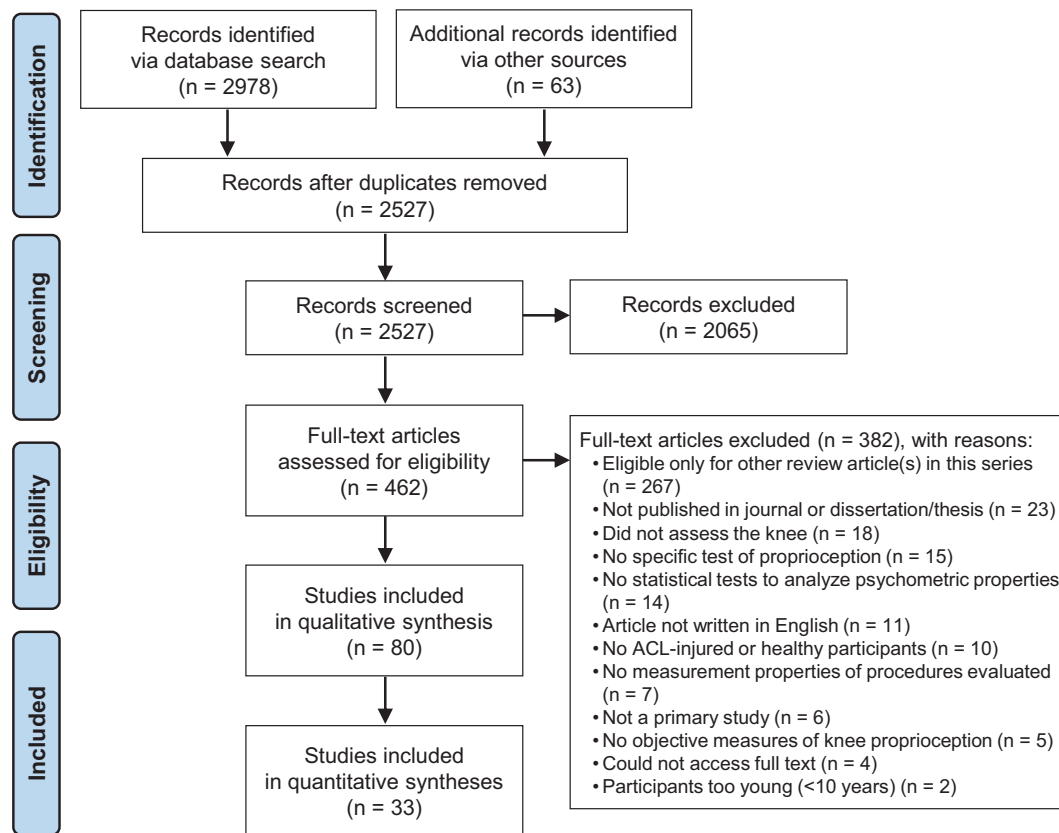 Identification
Records identified
via database search
(n = 2978)
Additional records identified
via other sources
(n = 63)
Records after duplicates removed
(n = 2527)
Screening
Records screened
(n = 2527)
Records excluded
(n = 2065)
Eligibility
Full-text articles
assessed for eligibility
(n = 462)
Full-text articles excluded (n = 382), with reasons:
• Eligible only for other review article(s) in this series
(n = 267)
• Not published in journal or dissertation/thesis (n = 23)
• Did not assess the knee (n = 18)
• No specific test of proprioception (n = 15)
• No statistical tests to analyze psychometric properties
(n = 14)
• Article not written in English (n = 11)
• No ACL-injured or healthy participants (n = 10)
• No measurement properties of procedures evaluated
(n = 7)
• Not a primary study (n = 6)
• No objective measures of knee proprioception (n = 5)
• Could not access full text (n = 4)
• Participants too young (<10 years) (n = 2)
Studies included
in qualitative synthesis
(n = 80)
Included
Studies included
in quantitative syntheses
(n = 33)